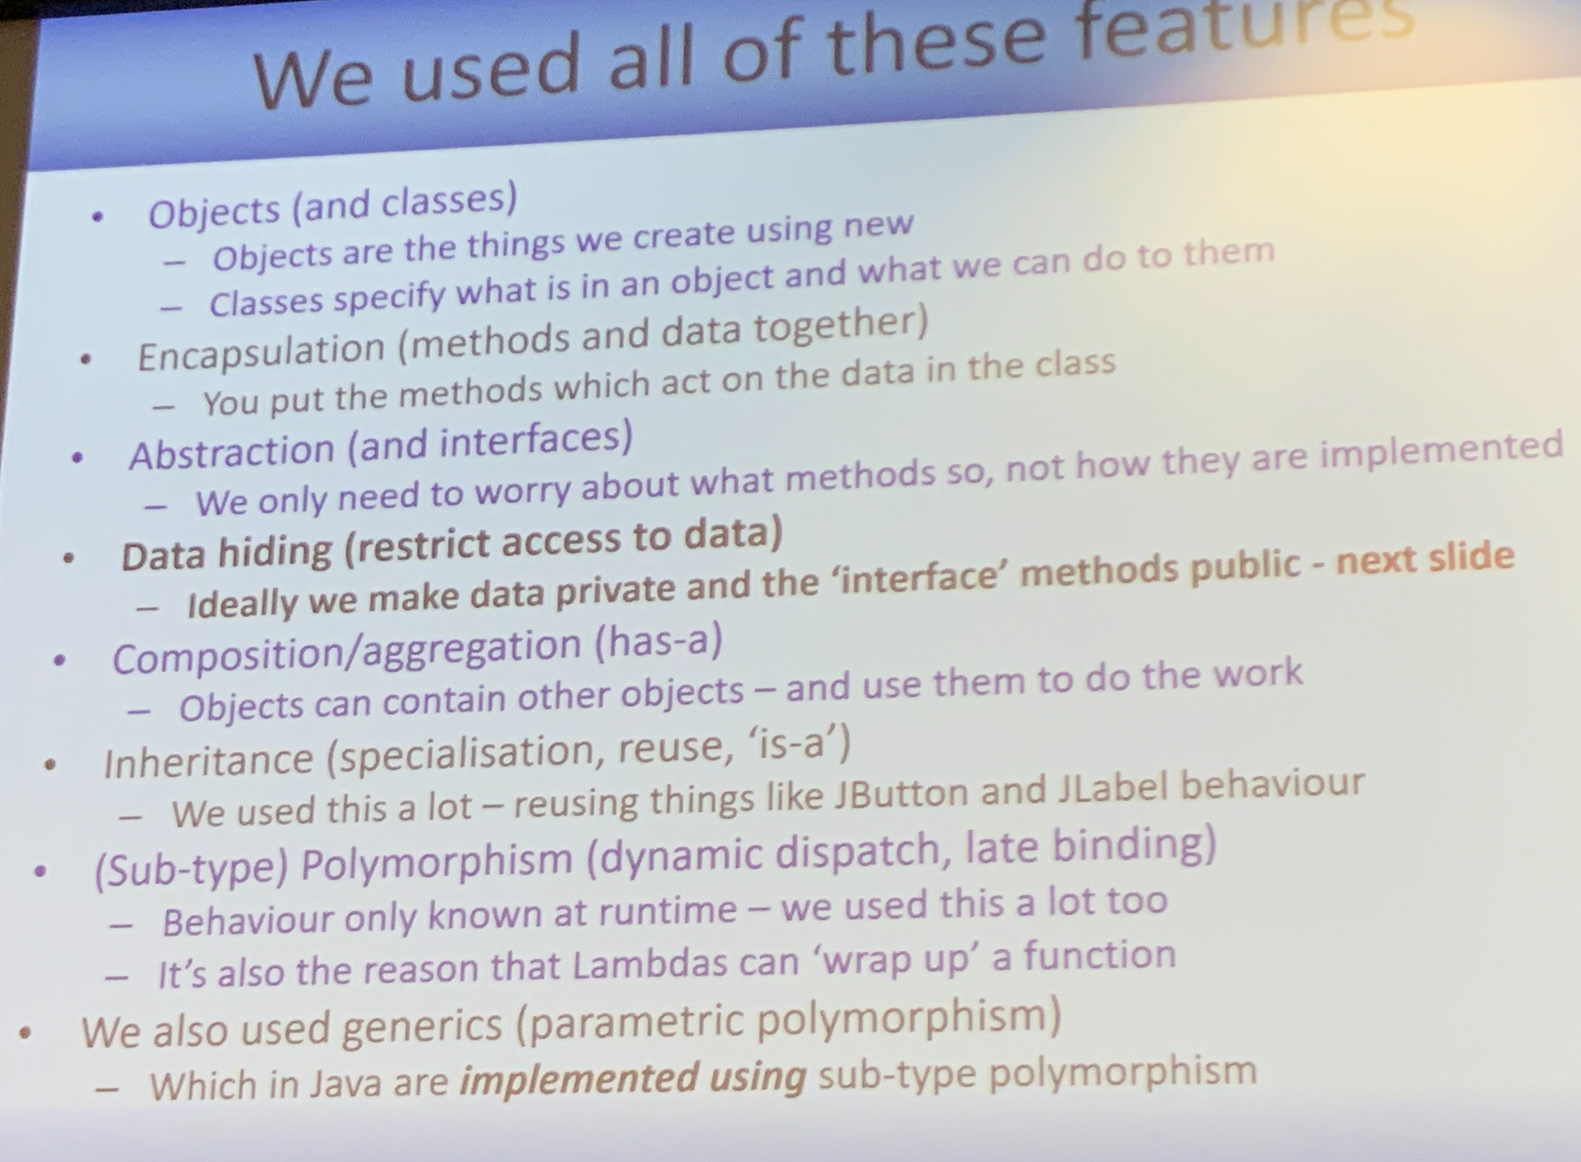 We used all of these features
• Objects (and classes)
– Objects are the things we create using new
– Classes specify what is in an object and what we can do to them
• Encapsulation (methods and data together)
– You put the methods which act on the data in the class
• Abstraction (and interfaces)
– We only need to worry about what methods so, not how they are implemented
• Data hiding (restrict access to data)
– Ideally we make data private and the ‘interface’ methods public - next slide
• Composition/aggregation (has-a)
– Objects can contain other objects – and use them to do the work
• Inheritance (specialisation, reuse, ‘is-a’)
– We used this a lot – reusing things like JButton and JLabel behaviour
• (Sub-type) Polymorphism (dynamic dispatch, late binding)
– Behaviour only known at runtime – we used this a lot too
– It’s also the reason that Lambdas can ‘wrap up’ a function
• We also used generics (parametric polymorphism)
– Which in Java are implemented using sub-type polymorphism